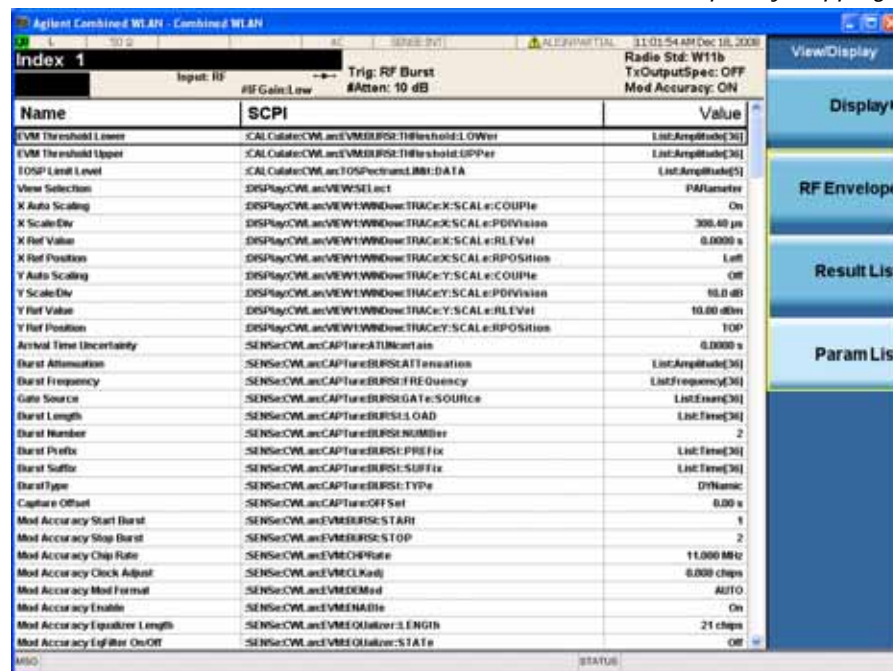 Agilent Combined WLAN - Combined WLAN
L 50 Ω AC SENSE:INT ALIGN PARTIAL 11:01:54 AM Dec 18, 2008
Index 1
Input: RF
#IFGain:Low
Trig: RF Burst
#Atten: 10 dB
Radio Std: W11b
TxOutputSpec: OFF
Mod Accuracy: ON
View/Display
Display
RF Envelope
Result Lis
Param Lis
Name SCPI Value
EVM Threshold Lower :CALCulate:CWLan:EVM:BURSt:THReshold:LOWer List:Amplitude[36]
EVM Threshold Upper :CALCulate:CWLan:EVM:BURSt:THReshold:UPPer List:Amplitude[36]
TOSP Limit Level :CALCulate:CWLan:TOSPectrum:LIMit:DATA List:Amplitude[5]
View Selection :DISPlay:CWLan:VIEW:SELect PARameter
X Auto Scaling :DISPlay:CWLan:VIEW1:WINDow:TRACe:X:SCALe:COUPle On
X Scale/Div :DISPlay:CWLan:VIEW1:WINDow:TRACe:X:SCALe:PDIVision 300.40 µs
X Ref Value :DISPlay:CWLan:VIEW1:WINDow:TRACe:X:SCALe:RLEVel 0.0000 s
X Ref Position :DISPlay:CWLan:VIEW1:WINDow:TRACe:X:SCALe:RPOSition Left
Y Auto Scaling :DISPlay:CWLan:VIEW1:WINDow:TRACe:Y:SCALe:COUPle Off
Y Scale/Div :DISPlay:CWLan:VIEW1:WINDow:TRACe:Y:SCALe:PDIVision 10.0 dB
Y Ref Value :DISPlay:CWLan:VIEW1:WINDow:TRACe:Y:SCALe:RLEVel 10.00 dBm
Y Ref Position :DISPlay:CWLan:VIEW1:WINDow:TRACe:Y:SCALe:RPOSition TOP
Arrival Time Uncertainty :SENSe:CWLan:CAPTure:ATUNcertain 0.0000 s
Burst Attenuation :SENSe:CWLan:CAPTure:BURSt:ATTenuation List:Amplitude[36]
Burst Frequency :SENSe:CWLan:CAPTure:BURSt:FREQuency List:Frequency[36]
Gate Source :SENSe:CWLan:CAPTure:BURSt:GATe:SOURce List:Enum[36]
Burst Length :SENSe:CWLan:CAPTure:BURSt:LOAD List:Time[36]
Burst Number :SENSe:CWLan:CAPTure:BURSt:NUMBer 2
Burst Prefix :SENSe:CWLan:CAPTure:BURSt:PREFix List:Time[36]
Burst Suffix :SENSe:CWLan:CAPTure:BURSt:SUFFix List:Time[36]
BurstType :SENSe:CWLan:CAPTure:BURSt:TYPe DYNamic
Capture Offset :SENSe:CWLan:CAPTure:OFFSet 0.00 s
Mod Accuracy Start Burst :SENSe:CWLan:EVM:BURSt:STARt 1
Mod Accuracy Stop Burst :SENSe:CWLan:EVM:BURSt:STOP 2
Mod Accuracy Chip Rate :SENSe:CWLan:EVM:CHPRate 11.000 MHz
Mod Accuracy Clock Adjust :SENSe:CWLan:EVM:CLKadj 0.000 chips
Mod Accuracy Mod Format :SENSe:CWLan:EVM:DEMod AUTO
Mod Accuracy Enable :SENSe:CWLan:EVM:ENABle On
Mod Accuracy Equalizer Length :SENSe:CWLan:EVM:EQUalizer:LENGth 21 chips
Mod Accuracy EqFilter On/Off :SENSe:CWLan:EVM:EQUalizer:STATe Off
MSG STATUS